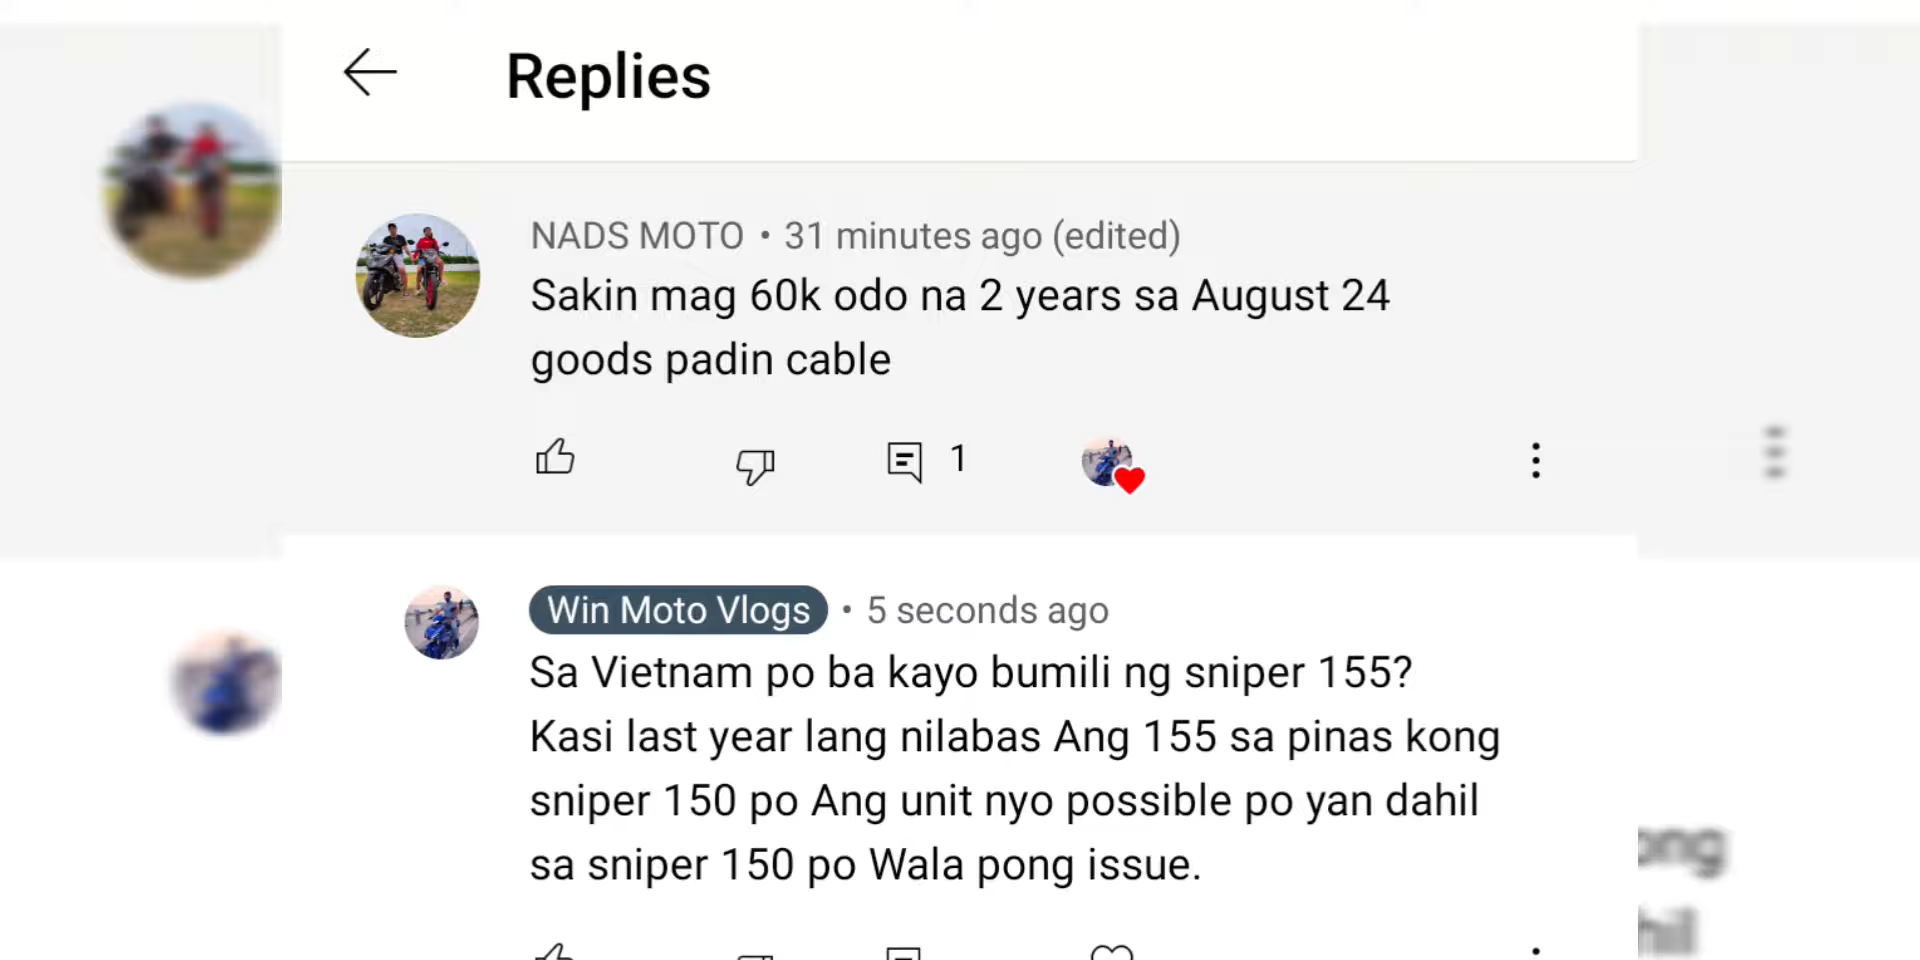 Replies
NADS MOTO • 31 minutes ago (edited)
Sakin mag 60k odo na 2 years sa August 24
goods padin cable
1
Win Moto Vlogs • 5 seconds ago
Sa Vietnam po ba kayo bumili ng sniper 155?
Kasi last year lang nilabas Ang 155 sa pinas kong
sniper 150 po Ang unit nyo possible po yan dahil
sa sniper 150 po Wala pong issue.
ong
hil